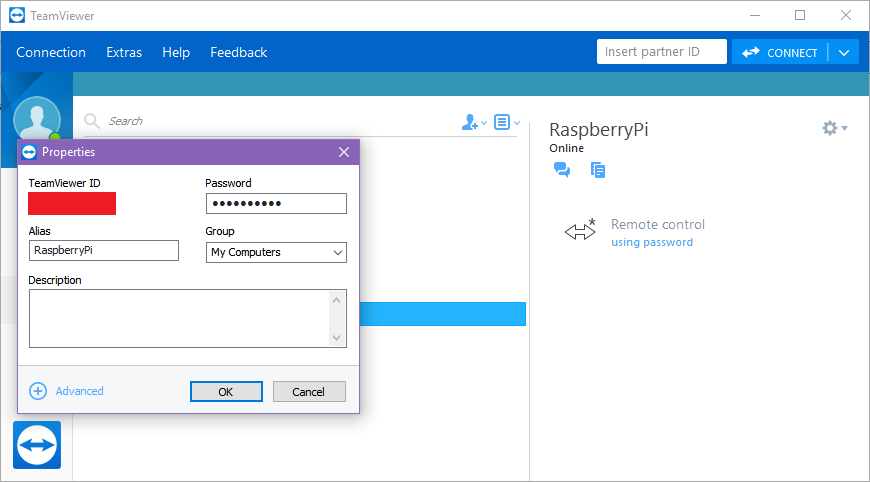 TeamViewer
Connection Extras Help Feedback
Insert partner ID
CONNECT
Search
RaspberryPi
Online
Remote control
using password
Properties
TeamViewer ID
Password
••••••••••
Alias
RaspberryPi
Group
My Computers
Description
Advanced
OK
Cancel